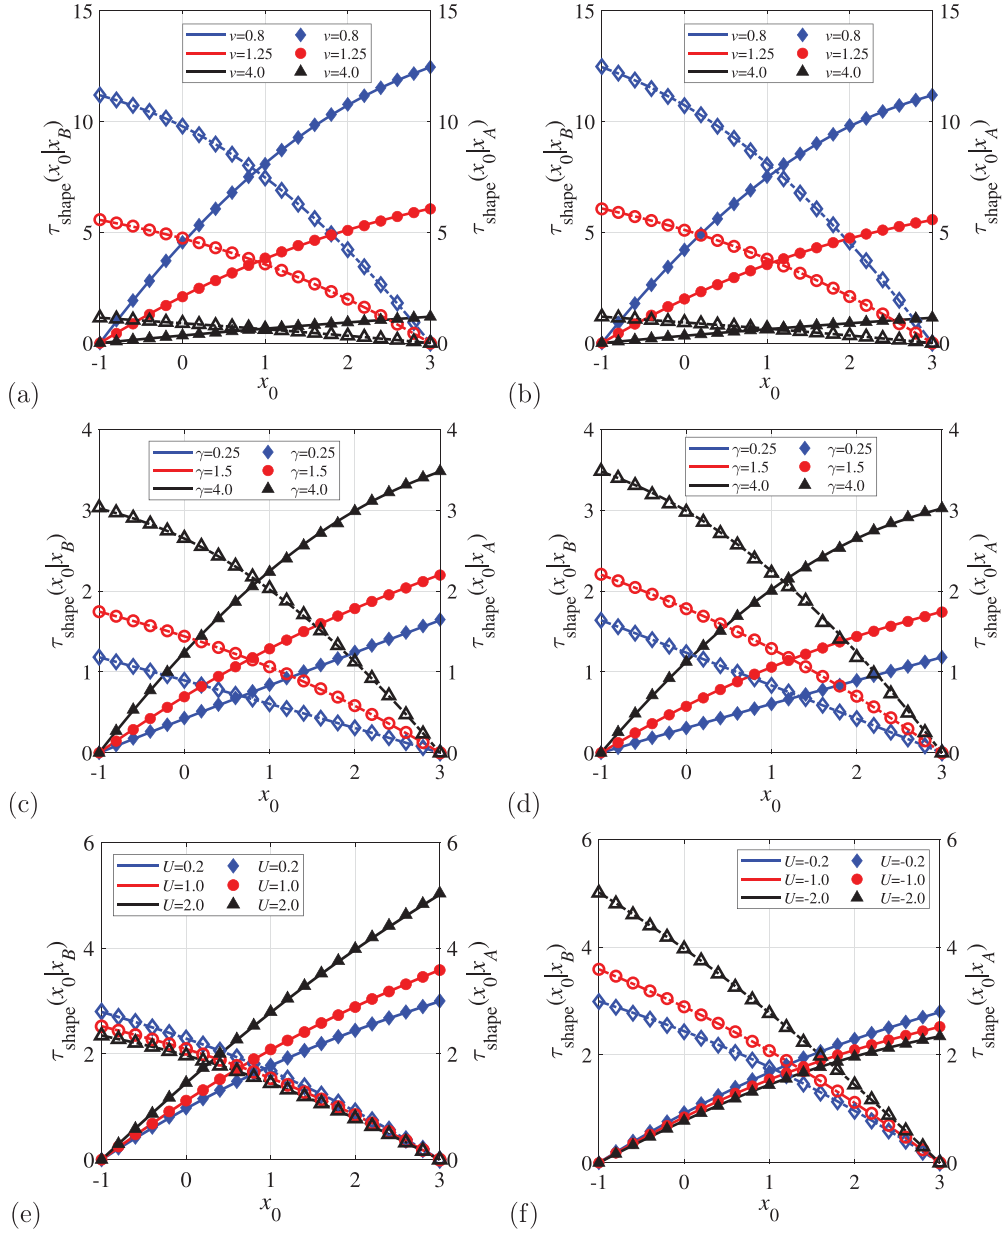 15
10
5
0
15
10
5
0
v=0.8 v=0.8
v=1.25 v=1.25
v=4.0 v=4.0
τshape(x0|xB)
τshape(x0|xA)
-1 0 1 2 3
x0
(a)
15
10
5
0
15
10
5
0
v=0.8 v=0.8
v=1.25 v=1.25
v=4.0 v=4.0
τshape(x0|xB)
τshape(x0|xA)
-1 0 1 2 3
x0
(b)
4
3
2
1
0
4
3
2
1
0
γ=0.25 γ=0.25
γ=1.5 γ=1.5
γ=4.0 γ=4.0
τshape(x0|xB)
τshape(x0|xA)
-1 0 1 2 3
x0
(c)
4
3
2
1
0
4
3
2
1
0
γ=0.25 γ=0.25
γ=1.5 γ=1.5
γ=4.0 γ=4.0
τshape(x0|xB)
τshape(x0|xA)
-1 0 1 2 3
x0
(d)
6
4
2
0
6
4
2
0
U=0.2 U=0.2
U=1.0 U=1.0
U=2.0 U=2.0
τshape(x0|xB)
τshape(x0|xA)
-1 0 1 2 3
x0
(e)
6
4
2
0
6
4
2
0
U=-0.2 U=-0.2
U=-1.0 U=-1.0
U=-2.0 U=-2.0
τshape(x0|xB)
τshape(x0|xA)
-1 0 1 2 3
x0
(f)